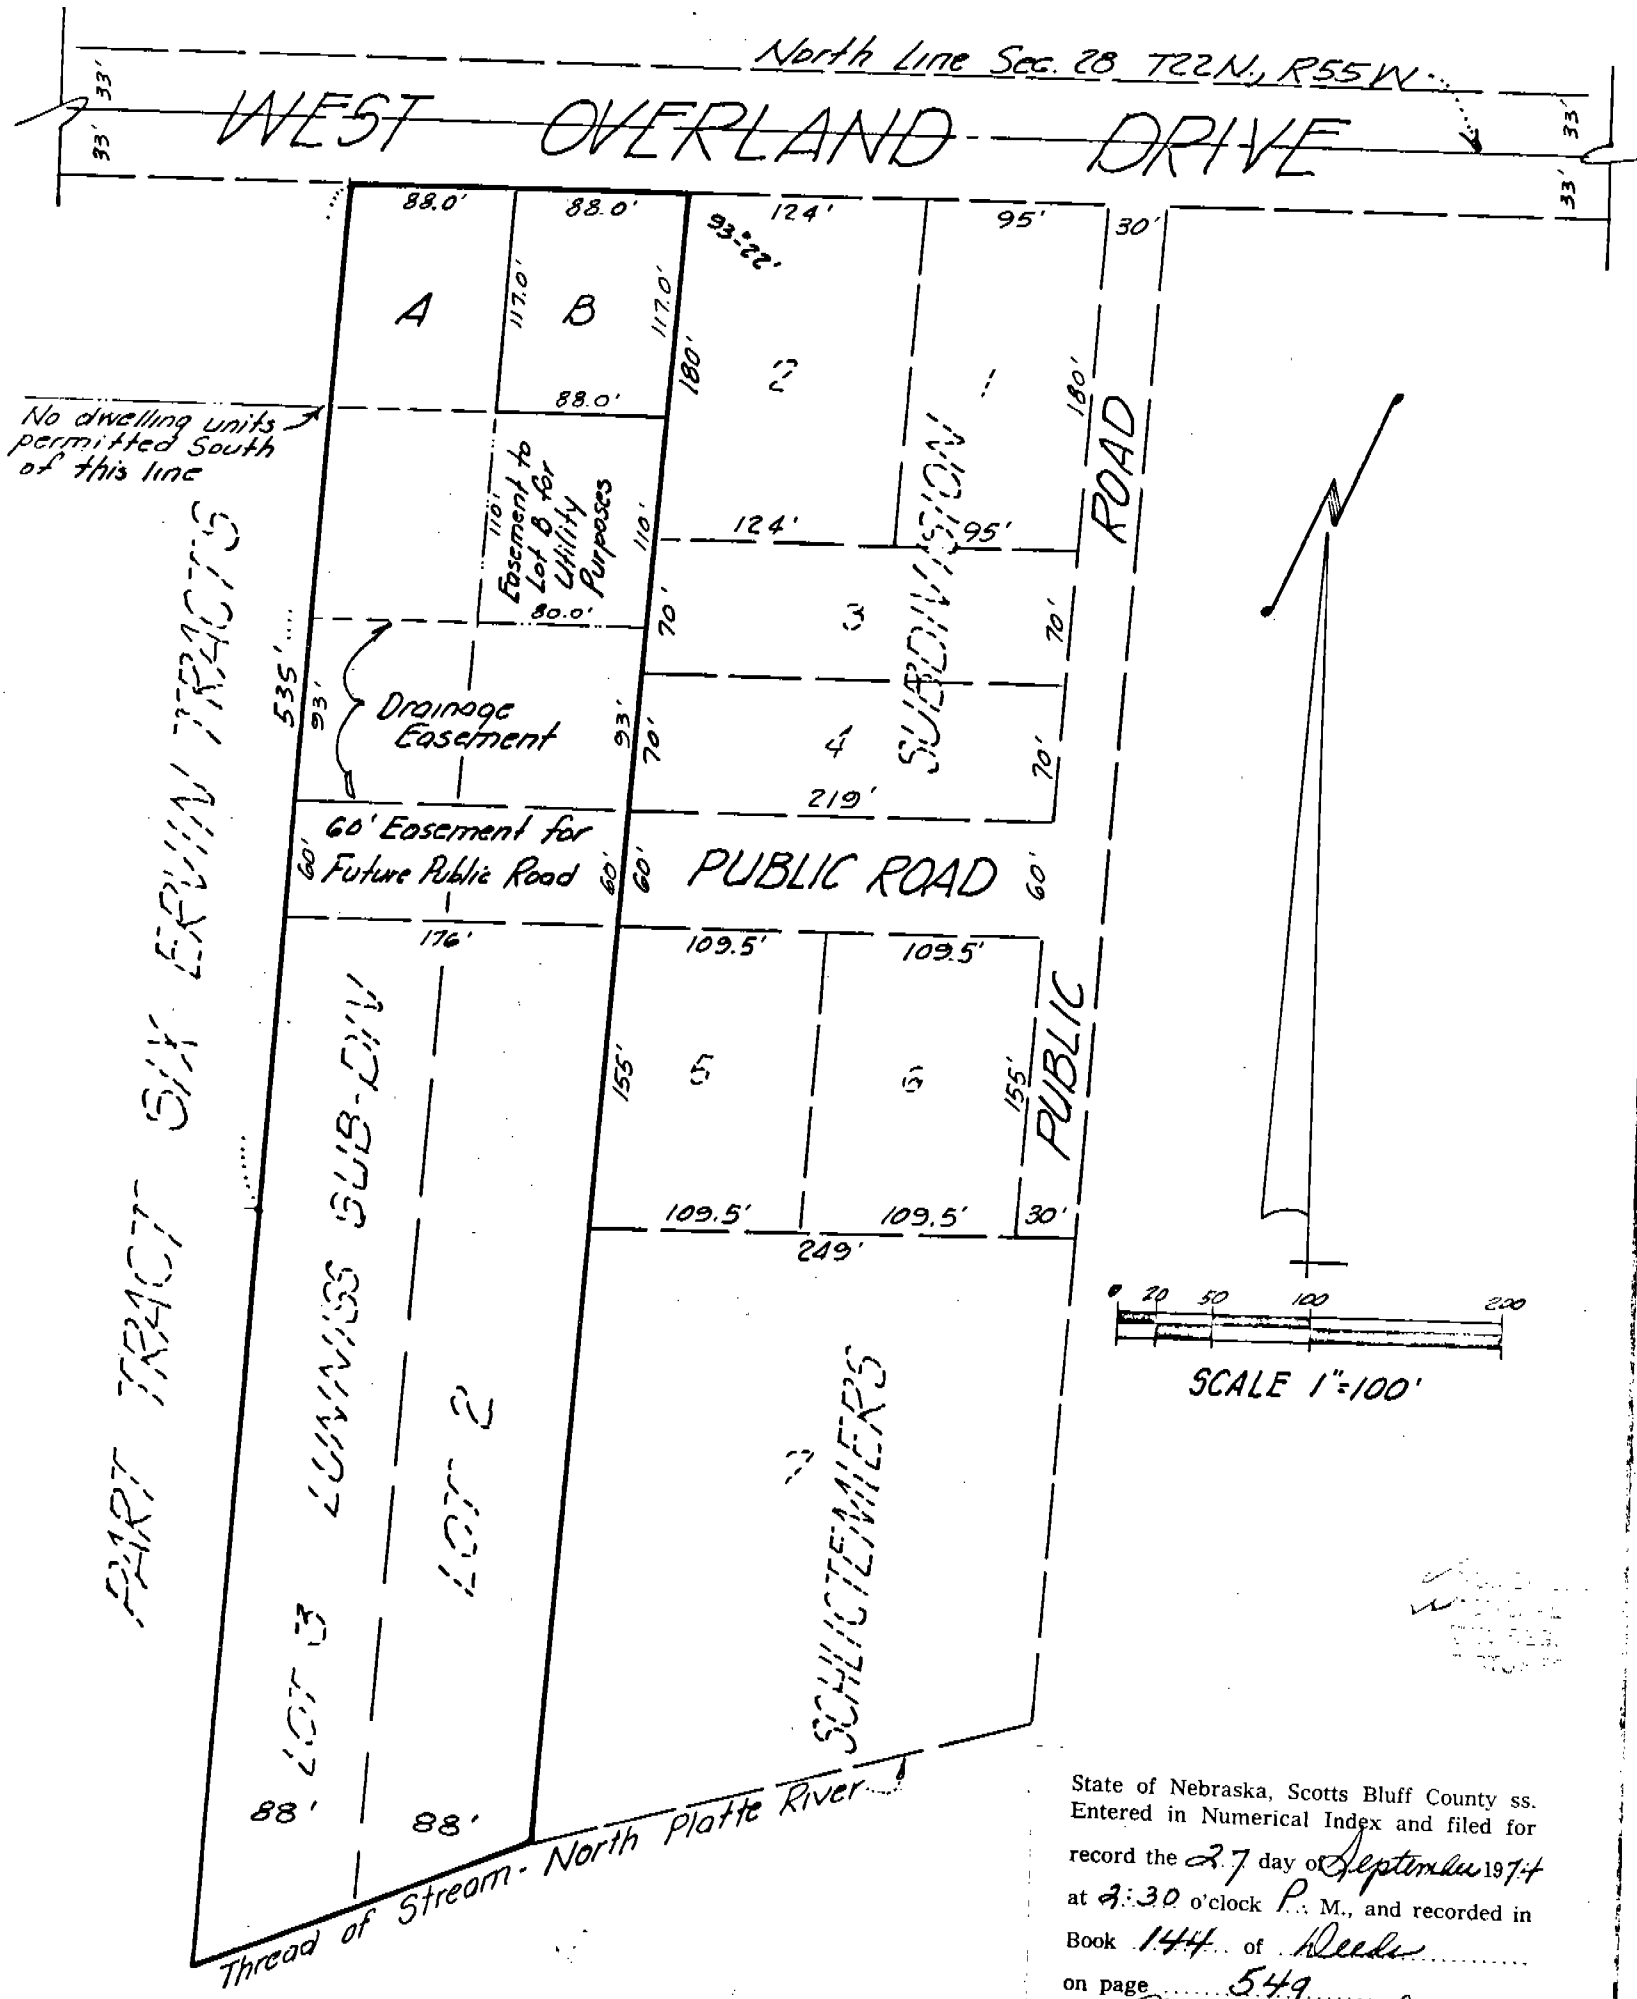 North Line Sec. 28 T22N., R55W
33'
33'
33'
33'
WEST OVERLAND DRIVE
88.0'
88.0'
124'
95'
30'
93°-22'
A
117.0'
B
117.0'
180'
2
1
180'
88.0'
No dwelling units
permitted South
of this line
ROAD
110'
Easement to
Lot B for
Utility
Purposes
110'
80.0'
124'
95'
SUBDIVISION
70'
3
70'
535'
93'
Drainage
Easement
93'
70'
4
70'
219'
60'
60' Easement for
Future Public Road
60'
60'
PUBLIC ROAD
60'
176'
109.5'
109.5'
PART TRACT SIX ERVIN TRACTS
LUNNISS SUB-DIV
155'
5
6
155'
PUBLIC
109.5'
109.5'
30'
249'
0 20 50 100 200
SCALE 1"=100'
7
SCHLICTEMIERS
LOT 2
LOT 3
88'
88'
Thread of Stream - North Platte River
State of Nebraska, Scotts Bluff County ss.
Entered in Numerical Index and filed for
record the 27 day of September 1974
at 2:30 o'clock P. M., and recorded in
Book 144 of Deeds
on page 549